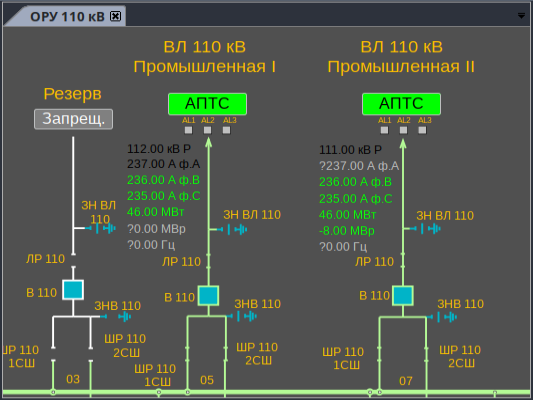 ОРУ 110 кВ
ВЛ 110 кВ
Промышленная I
ВЛ 110 кВ
Промышленная II
Резерв
Запрещ.
АПТС
АПТС
AL1 AL2 AL3
AL1 AL2 AL3
112.00 кВ Р
237.00 А ф.А
236.00 А ф.В
235.00 А ф.С
46.00 МВт
?0.00 МВр
?0.00 Гц
111.00 кВ Р
?237.00 А ф.А
236.00 А ф.В
235.00 А ф.С
46.00 МВт
-8.00 МВр
?0.00 Гц
ЗН ВЛ
110
ЗН ВЛ 110
ЗН ВЛ 110
ЛР 110
ЛР 110
ЛР 110
В 110
В 110
В 110
ЗНВ 110
ЗНВ 110
ЗНВ 110
ШР 110
1СШ
ШР 110
2СШ
ШР 110
1СШ
ШР 110
2СШ
ШР 110
1СШ
ШР 110
2СШ
03
05
07